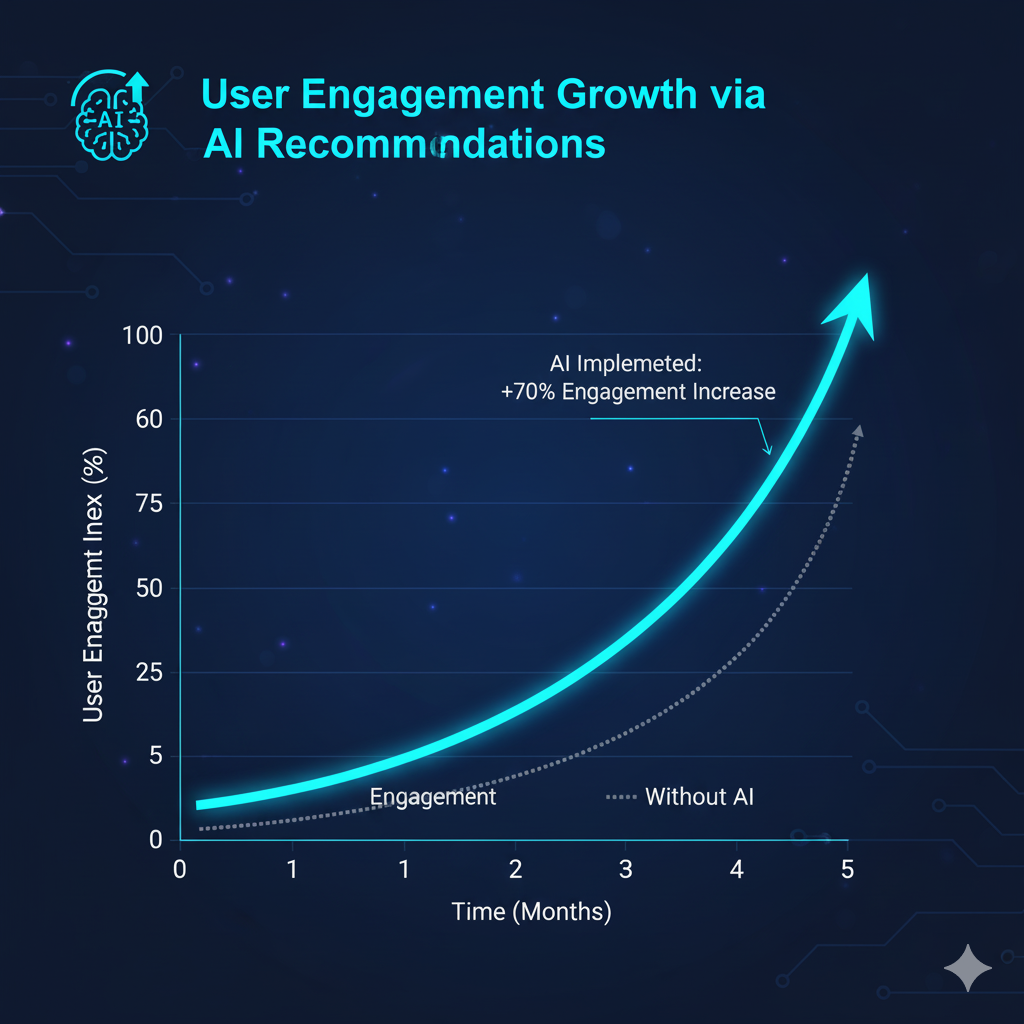 AI
User Engagement Growth via
AI Recommendations
100
AI Implemeted:
+70% Engagement Increase
60
75
50
25
5
0
User Enaggemt Inex (%)
Engagement
Without AI
0 1 1 2 3 4 5
Time (Months)